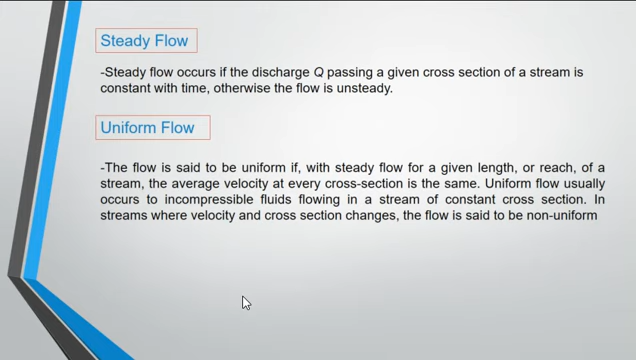 Steady Flow
-Steady flow occurs if the discharge Q passing a given cross section of a stream is
constant with time, otherwise the flow is unsteady.
Uniform Flow
-The flow is said to be uniform if, with steady flow for a given length, or reach, of a
stream, the average velocity at every cross-section is the same. Uniform flow usually
occurs to incompressible fluids flowing in a stream of constant cross section. In
streams where velocity and cross section changes, the flow is said to be non-uniform